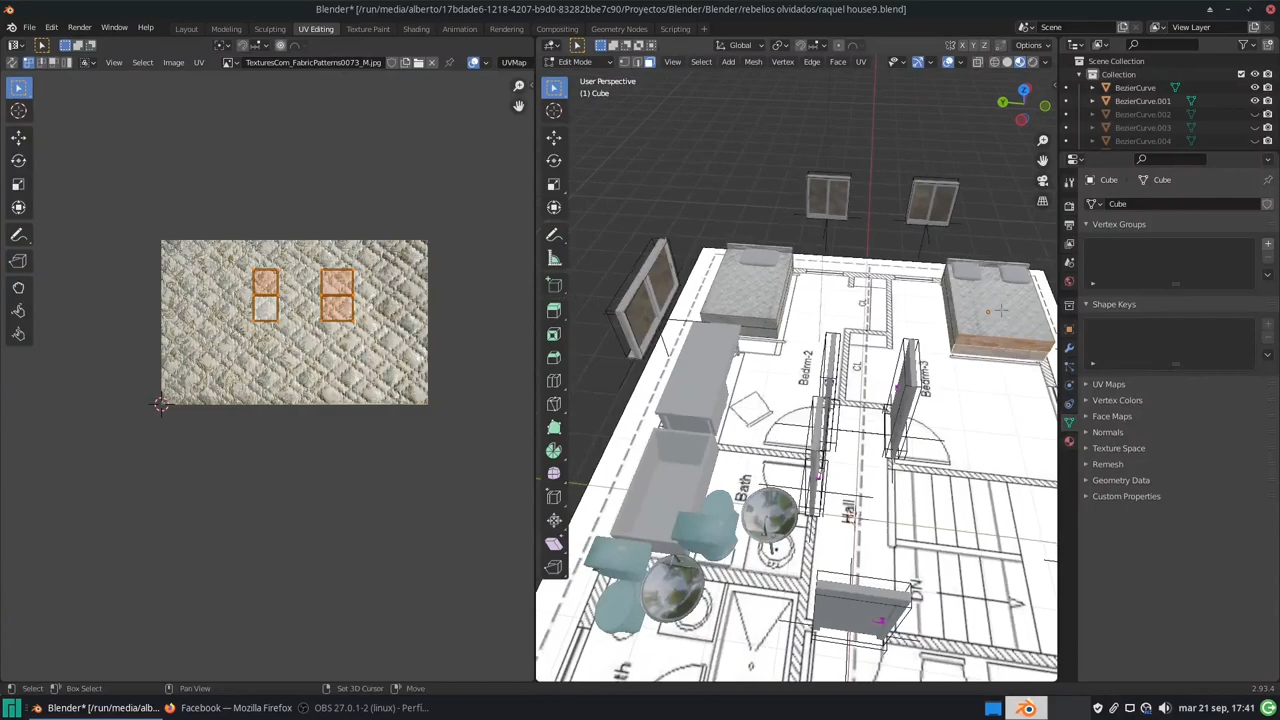 Blender* [/run/media/alberto/17bdade6-1218-4207-b9d0-83282bbe7c90/Proyectos/Blender/Blender/rebelios olvidados/raquel house9.blend]
File Edit Render Window Help Layout Modeling Sculpting UV Editing Texture Paint Shading Animation Rendering Compositing Geometry Nodes Scripting Scene View Layer
Global Options
View Select Image UV TexturesCom_FabricPatterns0073_M.jpg UVMap Edit Mode View Select Add Mesh Vertex Edge Face UV
Scene Collection
Collection
BezierCurve
BezierCurve.001
BezierCurve.002
BezierCurve.003
BezierCurve.004
User Perspective
(1) Cube
Z
Y
Cube Cube
Cube
Vertex Groups
Shape Keys
UV Maps
Vertex Colors
Face Maps
Normals
Texture Space
Remesh
Geometry Data
Custom Properties
Bedrm-2
CL
Bedrm-3
Bath
Hall
DN
Select Box Select Pan View Set 3D Cursor Move 2.93.4
Blender* [/run/media/alb... Facebook — Mozilla Firefox OBS 27.0.1-2 (linux) - Perfi... mar 21 sep, 17:41